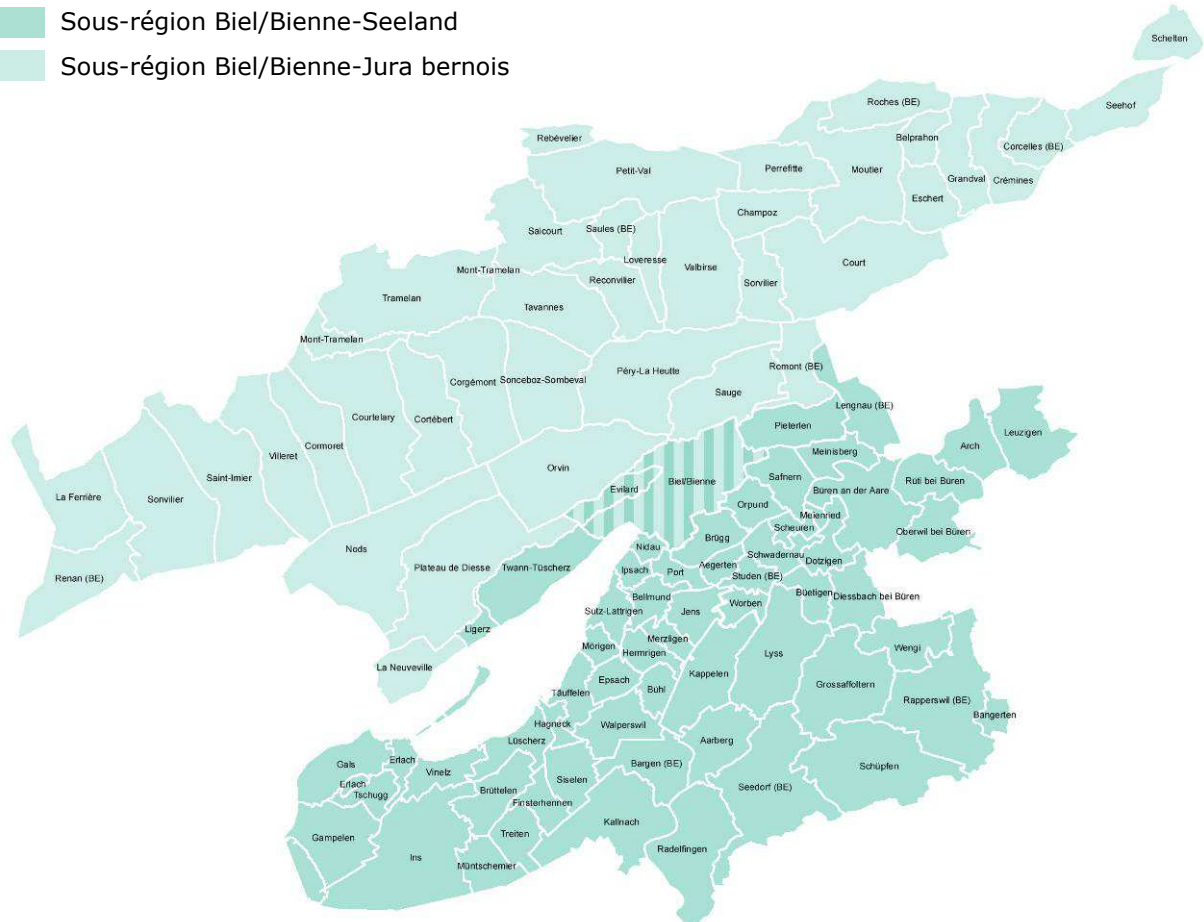 Sous-région Biel/Bienne-Seeland
Sous-région Biel/Bienne-Jura bernois
Schelten
Seehof
Roches (BE)
Rebévelier
Belprahon
Corcelles (BE)
Petit-Val
Perrefitte
Moutier
Grandval
Crémines
Eschert
Champoz
Saicourt
Saules (BE)
Loveresse
Valbirse
Court
Mont-Tramelan
Reconvilier
Sorvilier
Tramelan
Tavannes
Mont-Tramelan
Romont (BE)
Péry-La Heutte
Corgémont
Sonceboz-Sombeval
Sauge
Lengnau (BE)
Courtelary
Cortébert
Pieterlen
Leuzigen
Arch
Cormoret
Meinisberg
Villeret
Orvin
Saint-Imier
Safnern
Rüti bei Büren
Biel/Bienne
Evilard
Büren an der Aare
La Ferrière
Sonvilier
Orpund
Meienried
Scheuren
Oberwil bei Büren
Brügg
Nods
Nidau
Schwadernau
Dotzigen
Plateau de Diesse
Twann-Tüscherz
Aegerten
Ipsach
Port
Studen (BE)
Renan (BE)
Bellmund
Büetigen
Diessbach bei Büren
Worben
Sutz-Lattrigen
Jens
Ligerz
Merzligen
Mörigen
Hermrigen
Wengi
Lyss
La Neuveville
Kappelen
Epsach
Bühl
Grossaffoltern
Täuffelen
Rapperswil (BE)
Bangerten
Hagneck
Walperswil
Lüscherz
Aarberg
Erlach
Gals
Bargen (BE)
Schüpfen
Vinelz
Siselen
Erlach
Tschugg
Brüttelen
Seedorf (BE)
Finsterhennen
Kallnach
Treiten
Gampelen
Radelfingen
Ins
Müntschemier